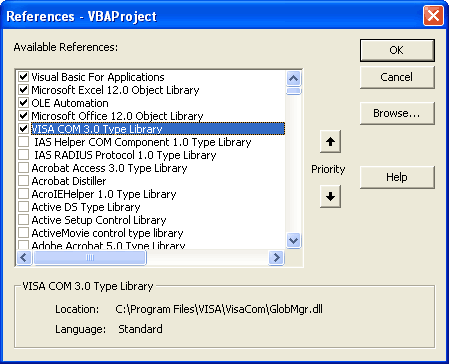 References - VBAProject
Available References:
Visual Basic For Applications
Microsoft Excel 12.0 Object Library
OLE Automation
Microsoft Office 12.0 Object Library
VISA COM 3.0 Type Library
IAS Helper COM Component 1.0 Type Library
IAS RADIUS Protocol 1.0 Type Library
Acrobat Access 3.0 Type Library
Acrobat Distiller
AcroIEHelper 1.0 Type Library
Active DS Type Library
Active Setup Control Library
ActiveMovie control type library
Adobe Acrobat 5.0 Type Library
OK
Cancel
Browse...
Priority
Help
VISA COM 3.0 Type Library
Location: C:\Program Files\VISA\VisaCom\GlobMgr.dll
Language: Standard